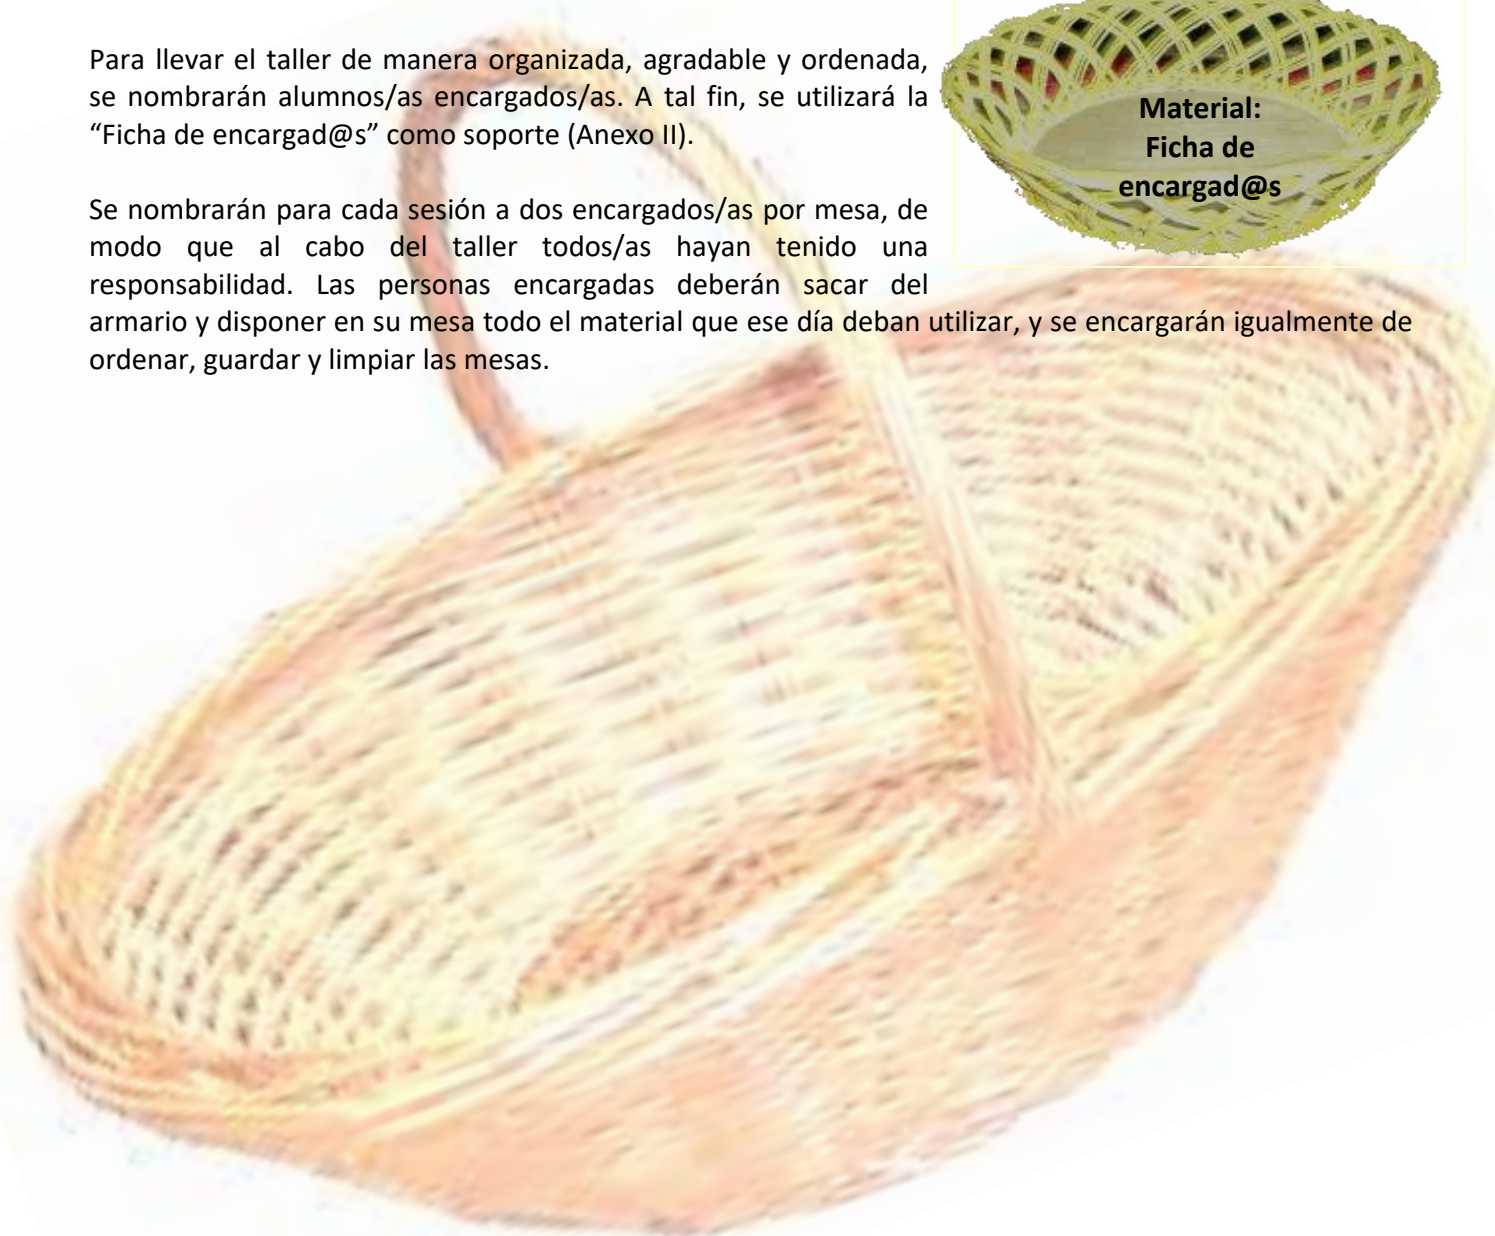 Para llevar el taller de manera organizada, agradable y ordenada,
se nombrarán alumnos/as encargados/as. A tal fin, se utilizará la
“Ficha de encargad@s” como soporte (Anexo II).
Material:
Ficha de
encargad@s
Se nombrarán para cada sesión a dos encargados/as por mesa, de
modo que al cabo del taller todos/as hayan tenido una
responsabilidad. Las personas encargadas deberán sacar del
armario y disponer en su mesa todo el material que ese día deban utilizar, y se encargarán igualmente de
ordenar, guardar y limpiar las mesas.